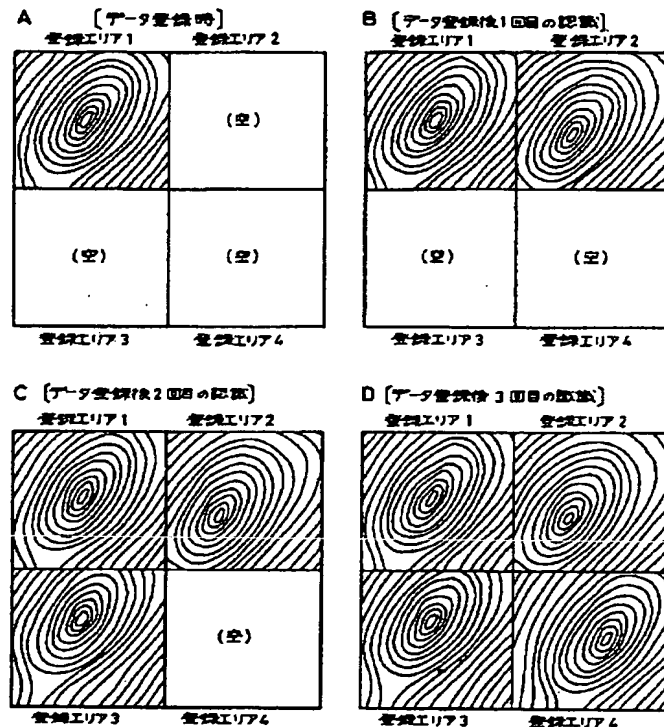 A [データ登録時]
登録エリア1 登録エリア2
(空)
(空) (空)
登録エリア3 登録エリア4
B [データ登録後1回目の認識]
登録エリア1 登録エリア2
(空) (空)
登録エリア3 登録エリア4
C [データ登録後2回目の認識]
登録エリア1 登録エリア2
(空)
登録エリア3 登録エリア4
D [データ登録後3回目の認識]
登録エリア1 登録エリア2
登録エリア3 登録エリア4